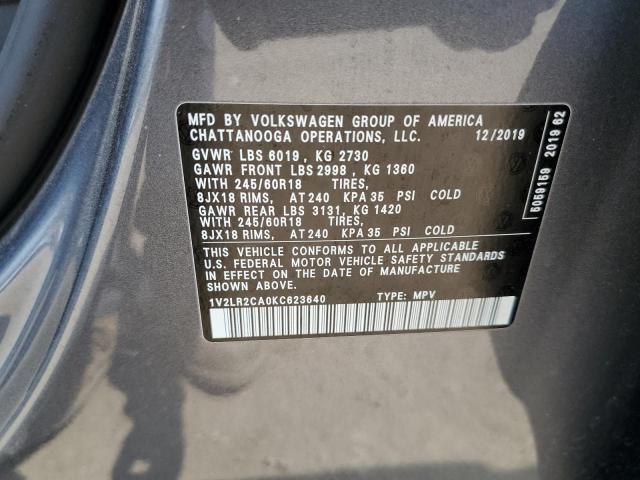 MFD BY VOLKSWAGEN GROUP OF AMERICA
CHATTANOOGA OPERATIONS, LLC. 12/2019
GVWR LBS 6019 , KG 2730
GAWR FRONT LBS 2998 , KG 1360
WITH 245/60R18 TIRES,
8JX18 RIMS, AT 240 KPA 35 PSI COLD
GAWR REAR LBS 3131, KG 1420
WITH 245/60R18 TIRES,
8JX18 RIMS, AT 240 KPA 35 PSI COLD
THIS VEHICLE CONFORMS TO ALL APPLICABLE
U.S. FEDERAL MOTOR VEHICLE SAFETY STANDARDS
IN EFFECT ON THE DATE OF MANUFACTURE
SHOWN ABOVE.
1V2LR2CA0KC623640 TYPE: MPV
5059159 2019 62